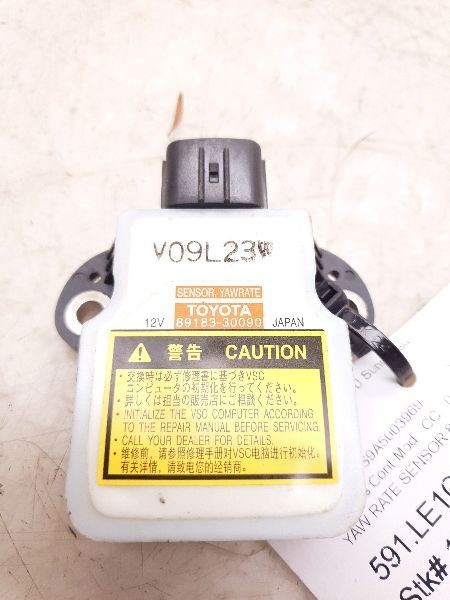 V09L23
SENSOR, YAWRATE
TOYOTA
12V 89183-30090 JAPAN
警告 CAUTION
・交換時は必ず修理書に基づきVSC
コンピュータの初期化を行ってください。
・詳しくは担当の販売店にご相談ください。
・INITIALIZE THE VSC COMPUTER ACCORDING
TO THE REPAIR MANUAL BEFORE SERVICING.
・CALL YOUR DEALER FOR DETAILS.
・维修前，请参照修理手册对VSC电脑进行初始化。
有关详情，请致电您的经销商。
59A5003969
Cont Mod CC
YAW RATE SENSOR
591.LE10
Stk#